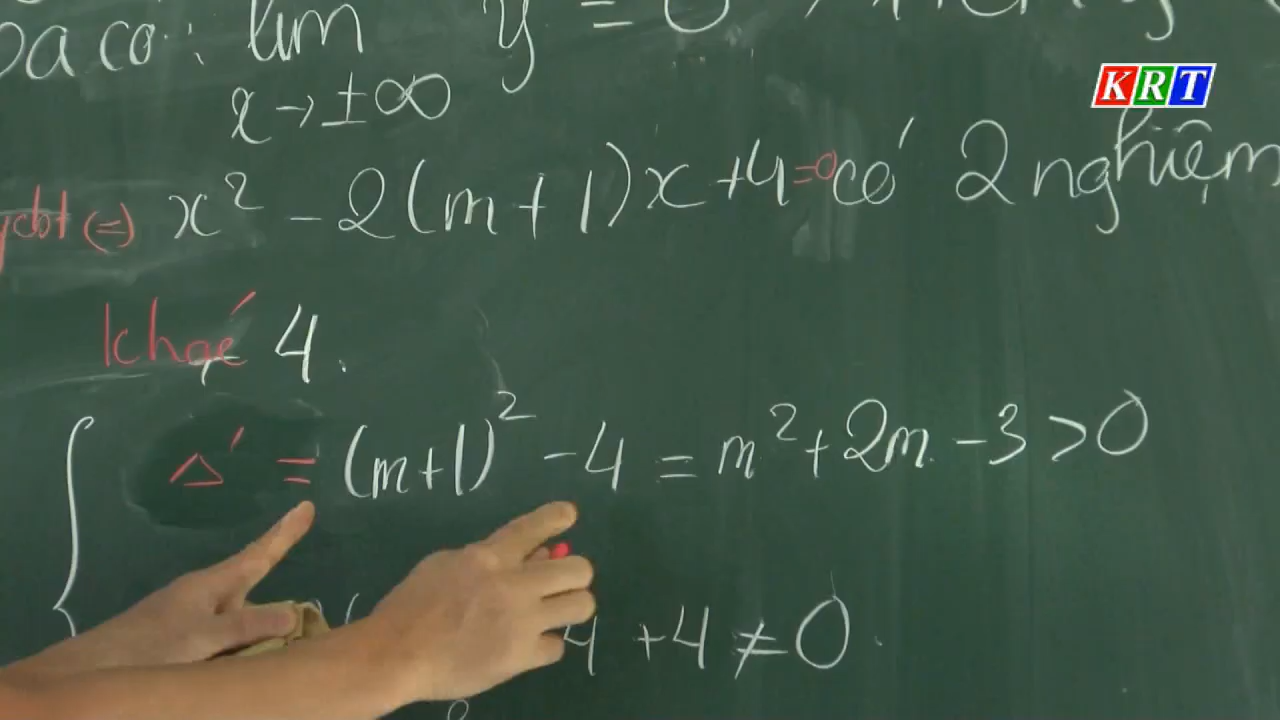 có: lim y = 0
x → ±∞
KRT
ycbt (=) x² - 2(m + 1)x + 4 = 0 có 2 nghiệm
khác 4.
Δ' = (m+1)² - 4 = m² + 2m - 3 > 0
4 + 4 ≠ 0